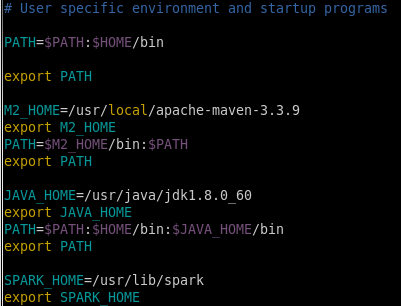 # User specific environment and startup programs
PATH=$PATH:$HOME/bin
export PATH
M2_HOME=/usr/local/apache-maven-3.3.9
export M2_HOME
PATH=$M2_HOME/bin:$PATH
export PATH
JAVA_HOME=/usr/java/jdk1.8.0_60
export JAVA_HOME
PATH=$PATH:$HOME/bin:$JAVA_HOME/bin
export PATH
SPARK_HOME=/usr/lib/spark
export SPARK_HOME